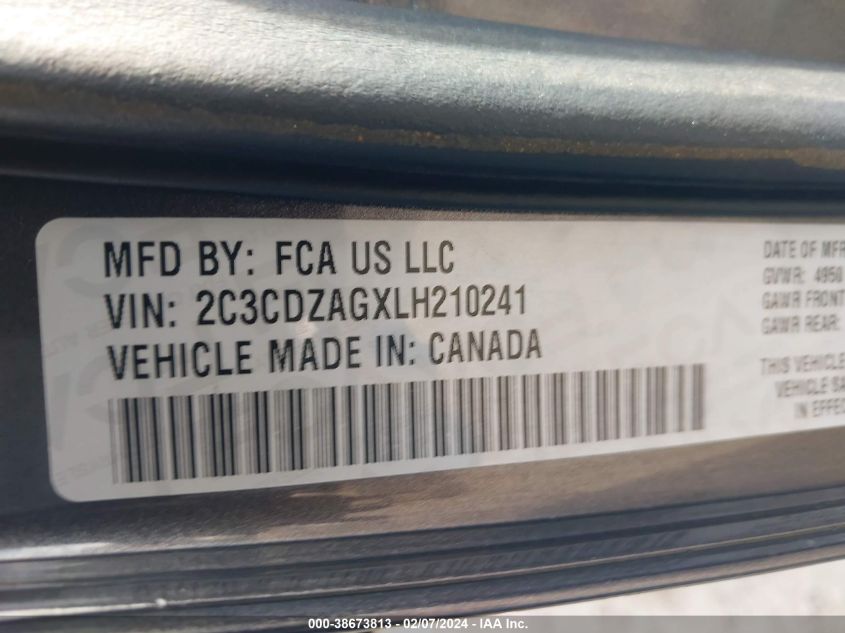 MFD BY: FCA US LLC
VIN: 2C3CDZAGXLH210241
VEHICLE MADE IN: CANADA
DATE OF MFR
GVWR: 4950
GAWR FRONT
GAWR REAR:
THIS VEHICLE
VEHICLE SA
IN EFFEC
000-38673813 - 02/07/2024 - IAA Inc.